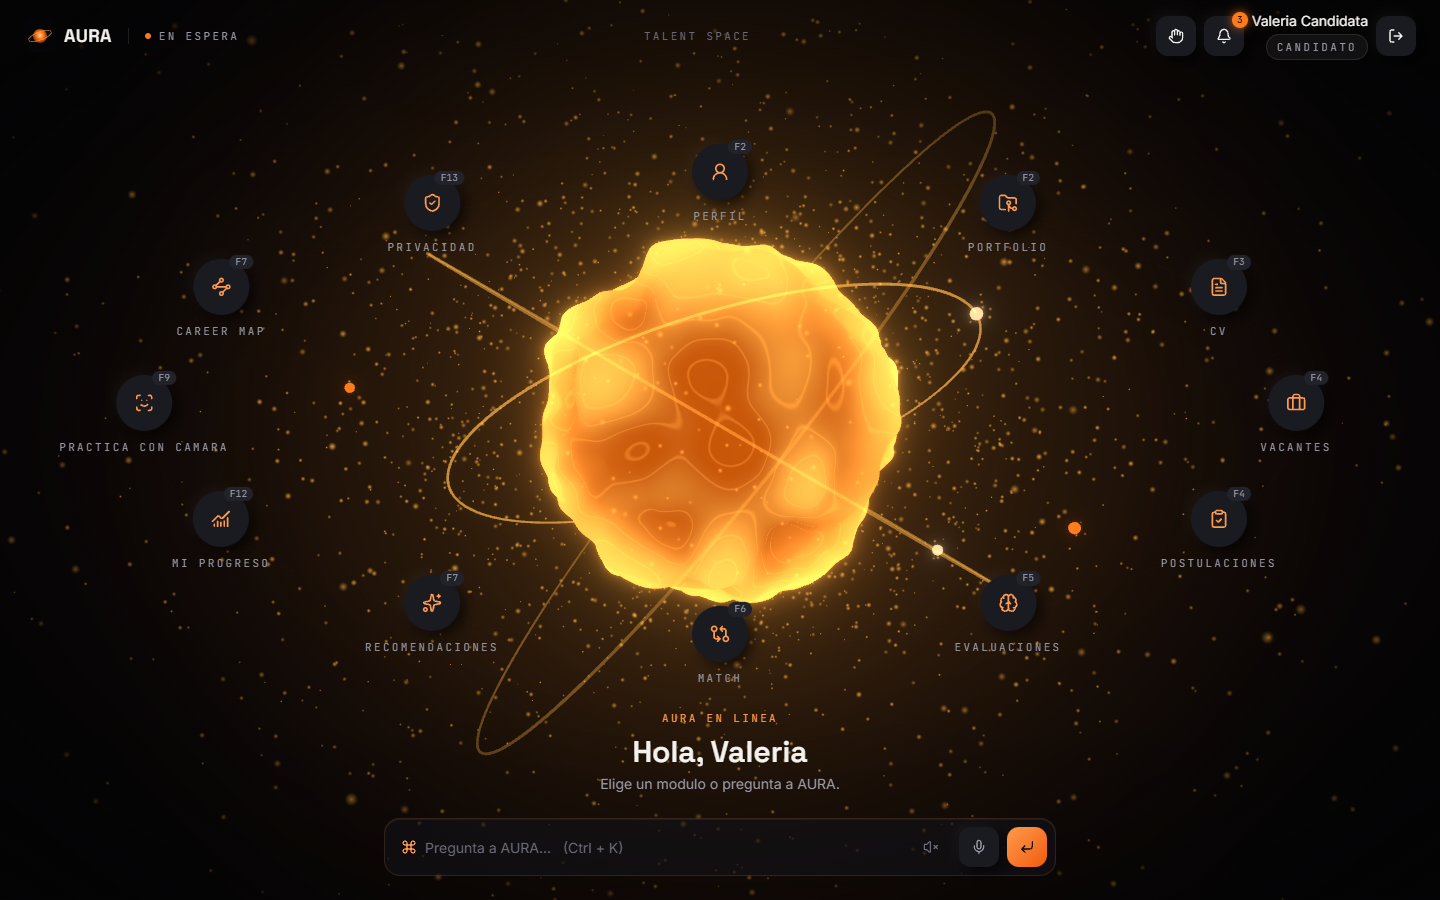 AURA
EN ESPERA
TALENT SPACE
3
Valeria Candidata
CANDIDATO
F2
PERFIL
F13
PRIVACIDAD
F2
PORTFOLIO
F7
CAREER MAP
F3
CV
F9
PRACTICA CON CAMARA
F4
VACANTES
F12
MI PROGRESO
F4
POSTULACIONES
F7
RECOMENDACIONES
F6
MATCH
F5
EVALUACIONES
AURA EN LINEA
Hola, Valeria
Elige un modulo o pregunta a AURA.
Pregunta a AURA... (Ctrl + K)